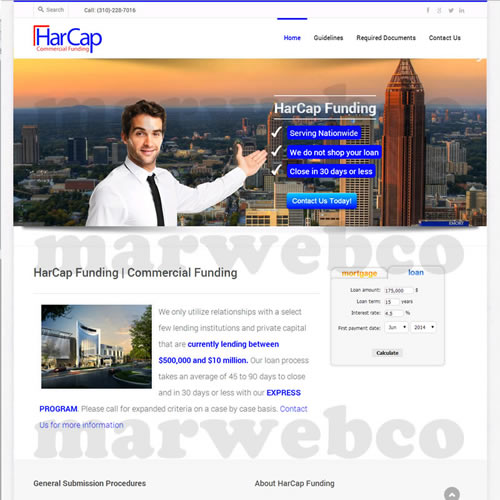 Search
Call: (310)-228-7016
HarCap
Commercial Funding
Home
Guidelines
Required Documents
Contact Us
marwebco
HarCap Funding
Serving Nationwide
We do not shop your loan
Close in 30 days or less
Contact Us Today!
marwebco
HarCap Funding | Commercial Funding
We only utilize relationships with a select
few lending institutions and private capital
that are currently lending between
$500,000 and $10 million. Our loan process
takes an average of 45 to 90 days to close
and in 30 days or less with our EXPRESS
PROGRAM. Please call for expanded criteria on a case by case basis. Contact
Us for more information
mortgage
loan
Loan amount: 175,000 $
Loan term: 15 years
Interest rate: 4.5 %
First payment date: Jun 2014
Calculate
marwebco
General Submission Procedures
About HarCap Funding